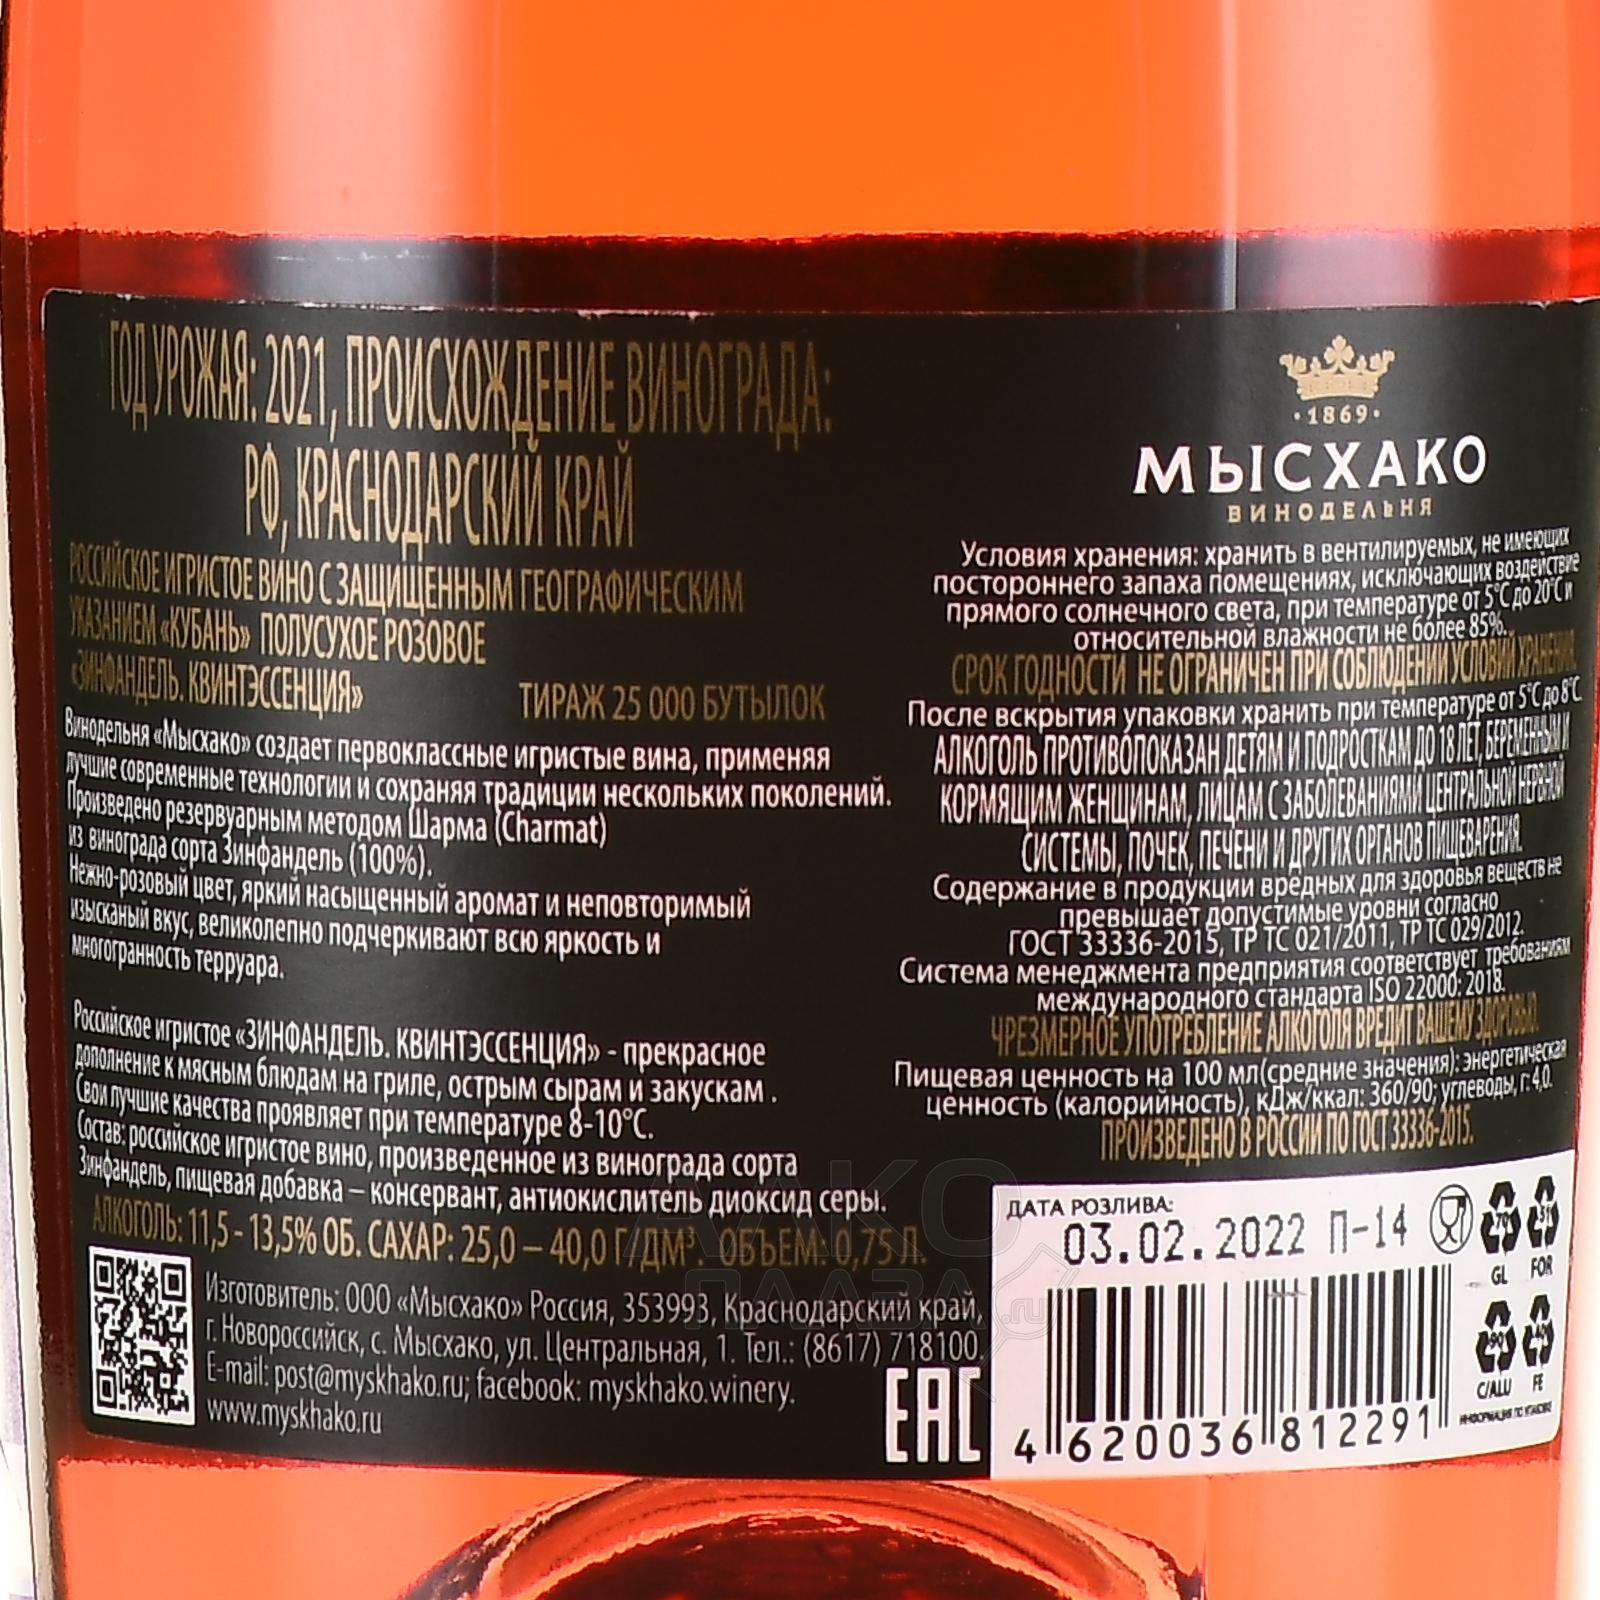 ГОД УРОЖАЯ: 2021, ПРОИСХОЖДЕНИЕ ВИНОГРАДА:
РФ, КРАСНОДАРСКИЙ КРАЙ
РОССИЙСКОЕ ИГРИСТОЕ ВИНО С ЗАЩИЩЕННЫМ ГЕОГРАФИЧЕСКИМ
УКАЗАНИЕМ «КУБАНЬ» ПОЛУСУХОЕ РОЗОВОЕ
«ЗИНФАНДЕЛЬ. КВИНТЭССЕНЦИЯ»
ТИРАЖ 25 000 БУТЫЛОК
Винодельня «Мысхако» создает первоклассные игристые вина, применяя
лучшие современные технологии и сохраняя традиции нескольких поколений.
Произведено резервуарным методом Шарма (Charmat)
из винограда сорта Зинфандель (100%).
Нежно-розовый цвет, яркий насыщенный аромат и неповторимый
изысканый вкус, великолепно подчеркивают всю яркость и
многогранность терруара.
Российское игристое «ЗИНФАНДЕЛЬ. КВИНТЭССЕНЦИЯ» - прекрасное
дополнение к мясным блюдам на гриле, острым сырам и закускам .
Свои лучшие качества проявляет при температуре 8-10°С.
Состав: российское игристое вино, произведенное из винограда сорта
Зинфандель, пищевая добавка – консервант, антиокислитель диоксид серы.
АЛКОГОЛЬ: 11,5 - 13,5% ОБ. САХАР: 25,0 – 40,0 Г/ДМ³. ОБЪЕМ: 0,75 Л.
Изготовитель: ООО «Мысхако» Россия, 353993, Краснодарский край,
г. Новороссийск, с. Мысхако, ул. Центральная, 1. Тел.: (8617) 718100.
E-mail: post@myskhako.ru; facebook: myskhako.winery.
www.myskhako.ru
EAC
·1869·
МЫСХАКО
ВИНОДЕЛЬНЯ
Условия хранения: хранить в вентилируемых, не имеющих
постороннего запаха помещениях, исключающих воздействие
прямого солнечного света, при температуре от 5°С до 20°С и
относительной влажности не более 85%.
СРОК ГОДНОСТИ НЕ ОГРАНИЧЕН ПРИ СОБЛЮДЕНИИ УСЛОВИЙ ХРАНЕНИЯ.
После вскрытия упаковки хранить при температуре от 5°С до 8°С
АЛКОГОЛЬ ПРОТИВОПОКАЗАН ДЕТЯМ И ПОДРОСТКАМ ДО 18 ЛЕТ, БЕРЕМЕННЫМ И
КОРМЯЩИМ ЖЕНЩИНАМ, ЛИЦАМ С ЗАБОЛЕВАНИЯМИ ЦЕНТРАЛЬНОЙ НЕРВНОЙ
СИСТЕМЫ, ПОЧЕК, ПЕЧЕНИ И ДРУГИХ ОРГАНОВ ПИЩЕВАРЕНИЯ.
Содержание в продукции вредных для здоровья веществ не
превышает допустимые уровни согласно
ГОСТ 33336-2015, ТР ТС 021/2011, ТР ТС 029/2012.
Система менеджмента предприятия соответствует требованиям
международного стандарта ISO 22000: 2018.
ЧРЕЗМЕРНОЕ УПОТРЕБЛЕНИЕ АЛКОГОЛЯ ВРЕДИТ ВАШЕМУ ЗДОРОВЬЮ.
Пищевая ценность на 100 мл(средние значения): энергетическая
ценность (калорийность), кДж/ккал: 360/90; углеводы, г: 4,0.
ПРОИЗВЕДЕНО В РОССИИ ПО ГОСТ 33336-2015.
ДАТА РОЗЛИВА:
03.02.2022 П-14
70 51
GL FOR
90 40
C/ALU FE
ИНФОРМАЦИЯ ПО УПАКОВКЕ
4 620036 812291
АЛКО
ПЛАЗА.ru